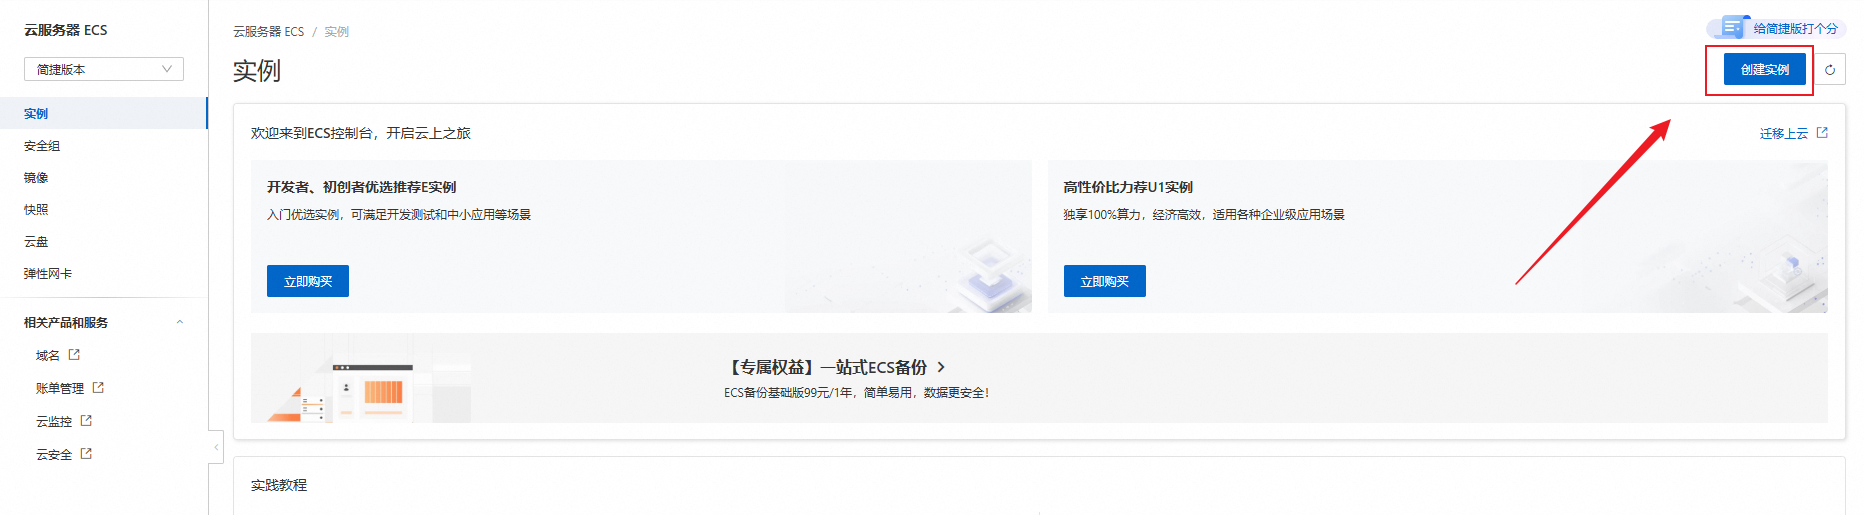 云服务器 ECS
简捷版本
实例
安全组
镜像
快照
云盘
弹性网卡
相关产品和服务
域名
账单管理
云监控
云安全
云服务器 ECS / 实例
给简捷版打个分
实例
创建实例
欢迎来到ECS控制台，开启云上之旅
迁移上云
开发者、初创者优选推荐E实例
入门优选实例，可满足开发测试和中小应用等场景
立即购买
高性价比力荐U1实例
独享100%算力，经济高效，适用各种企业级应用场景
立即购买
【专属权益】一站式ECS备份
ECS备份基础版99元/1年，简单易用，数据更安全！
实践教程